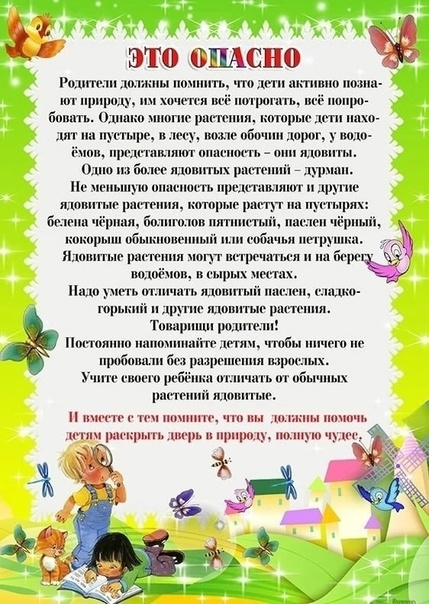 ЭТО ОПАСНО
Родители должны помнить, что дети активно позна-
ют природу, им хочется всё потрогать, всё попро-
бовать. Однако многие растения, которые дети нахо-
дят на пустыре, в лесу, возле обочин дорог, у водо-
ёмов, представляют опасность – они ядовиты.
Одно из более ядовитых растений – дурман.
Не меньшую опасность представляют и другие
ядовитые растения, которые растут на пустырях:
белена чёрная, болиголов пятнистый, паслен чёрный,
кокорыш обыкновенный или собачья петрушка.
Ядовитые растения могут встречаться и на берегу
водоёмов, в сырых местах.
Надо уметь отличать ядовитый паслен, сладко-
горький и другие ядовитые растения.
Товарищи родители!
Постоянно напоминайте детям, чтобы ничего не
пробовали без разрешения взрослых.
Учите своего ребёнка отличать от обычных
растений ядовитые.
И вместе с тем помните, что вы должны помочь
детям раскрыть дверь в природу, полную чудес.